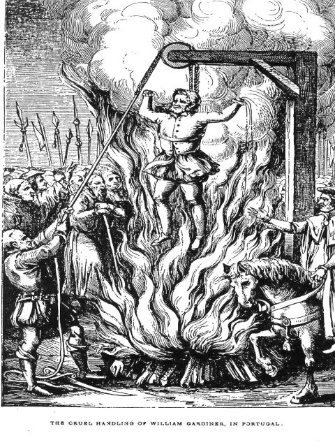 THE CRUEL HANDLING OF WILLIAM GARDINER, IN PORTUGAL.